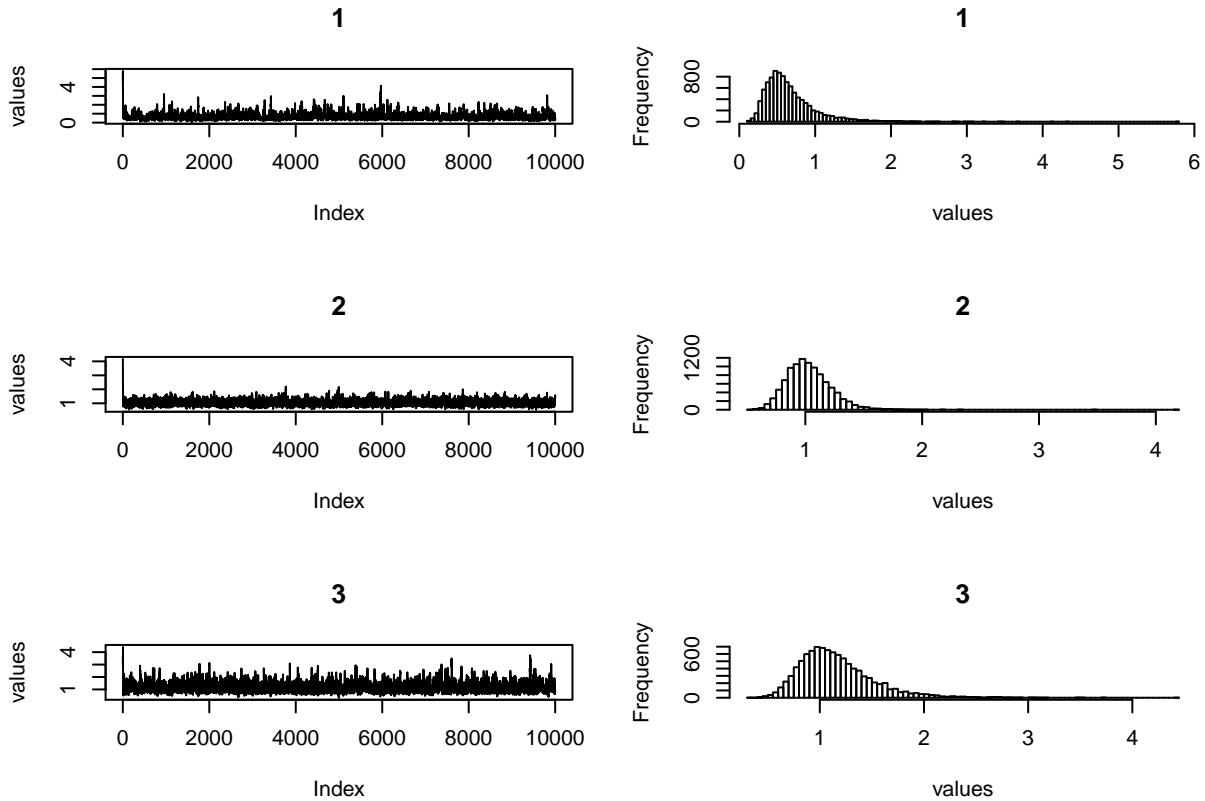 1
values
0 4
0 2000 4000 6000 8000 10000
Index
1
Frequency
0 800
0 1 2 3 4 5 6
values
2
values
1 4
0 2000 4000 6000 8000 10000
Index
2
Frequency
0 1200
1 2 3 4
values
3
values
1 4
0 2000 4000 6000 8000 10000
Index
3
Frequency
0 600
1 2 3 4
values